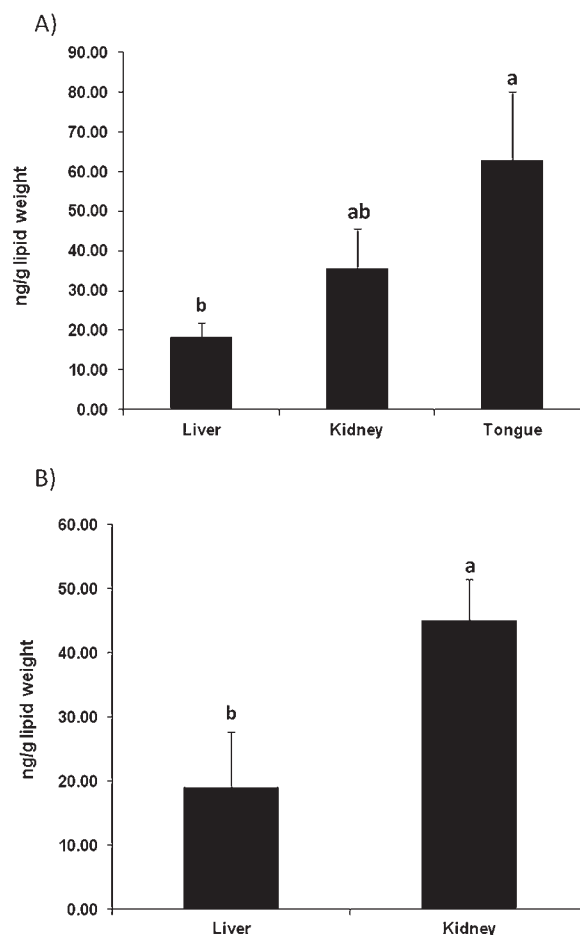 A)
90.00
80.00
70.00
60.00
50.00
40.00
30.00
20.00
10.00
0.00
ng/g lipid weight
b
ab
a
Liver Kidney Tongue
B)
60.00
50.00
40.00
30.00
20.00
10.00
0.00
ng/g lipid weight
b
a
Liver Kidney